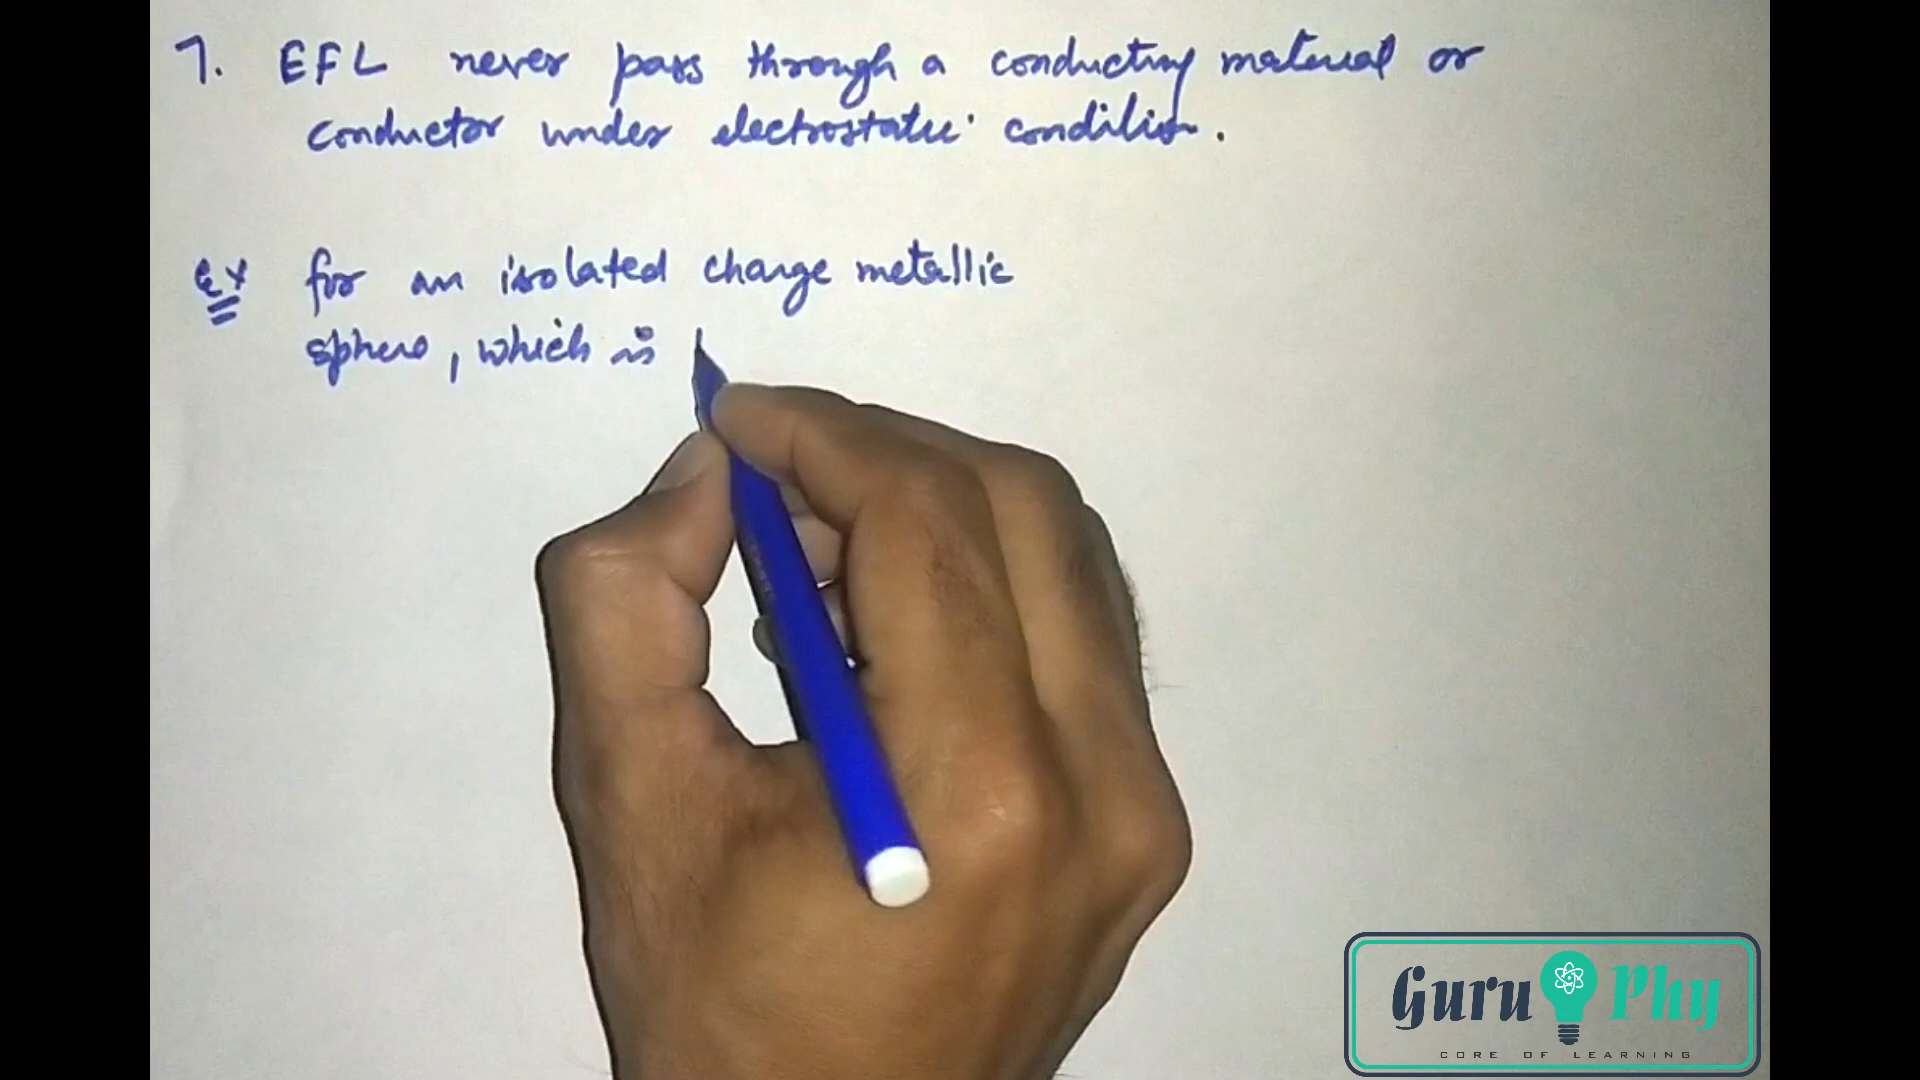 7. EFL never pass through a conducting material or
conductor under electrostatic condition.
Ex for an isolated charge metallic
sphere, which is
Guru Phy
CORE OF LEARNING